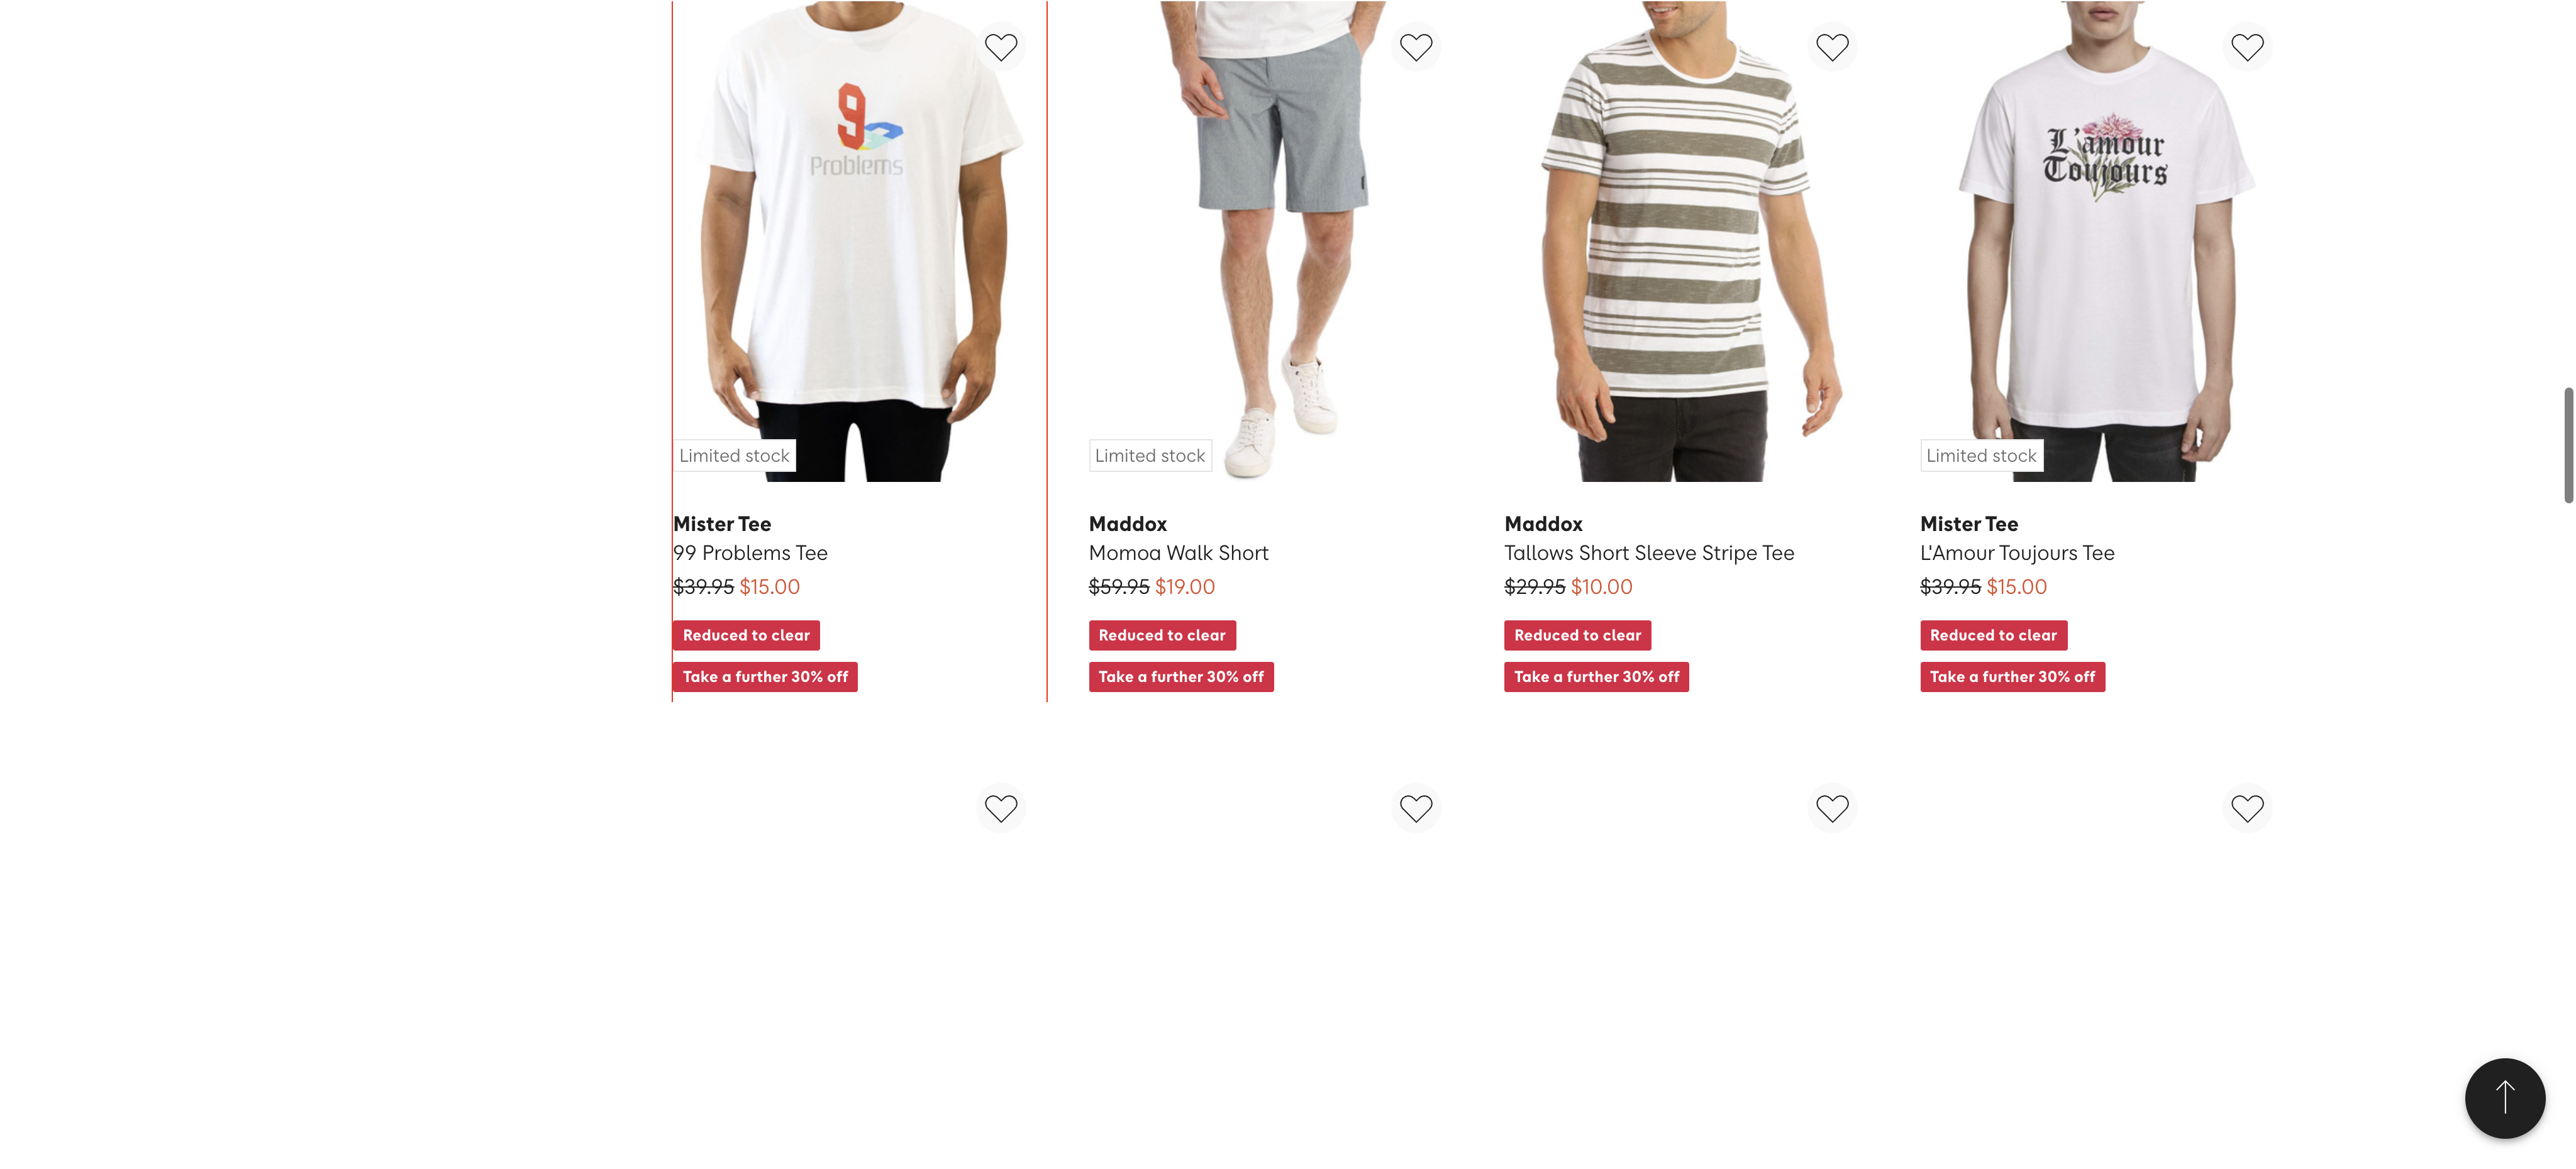 9
Problems
L'amour
Toujours
Limited stock
Limited stock
Limited stock
Mister Tee
99 Problems Tee
$39.95 $15.00
Reduced to clear
Take a further 30% off
Maddox
Momoa Walk Short
$59.95 $19.00
Reduced to clear
Take a further 30% off
Maddox
Tallows Short Sleeve Stripe Tee
$29.95 $10.00
Reduced to clear
Take a further 30% off
Mister Tee
L'Amour Toujours Tee
$39.95 $15.00
Reduced to clear
Take a further 30% off